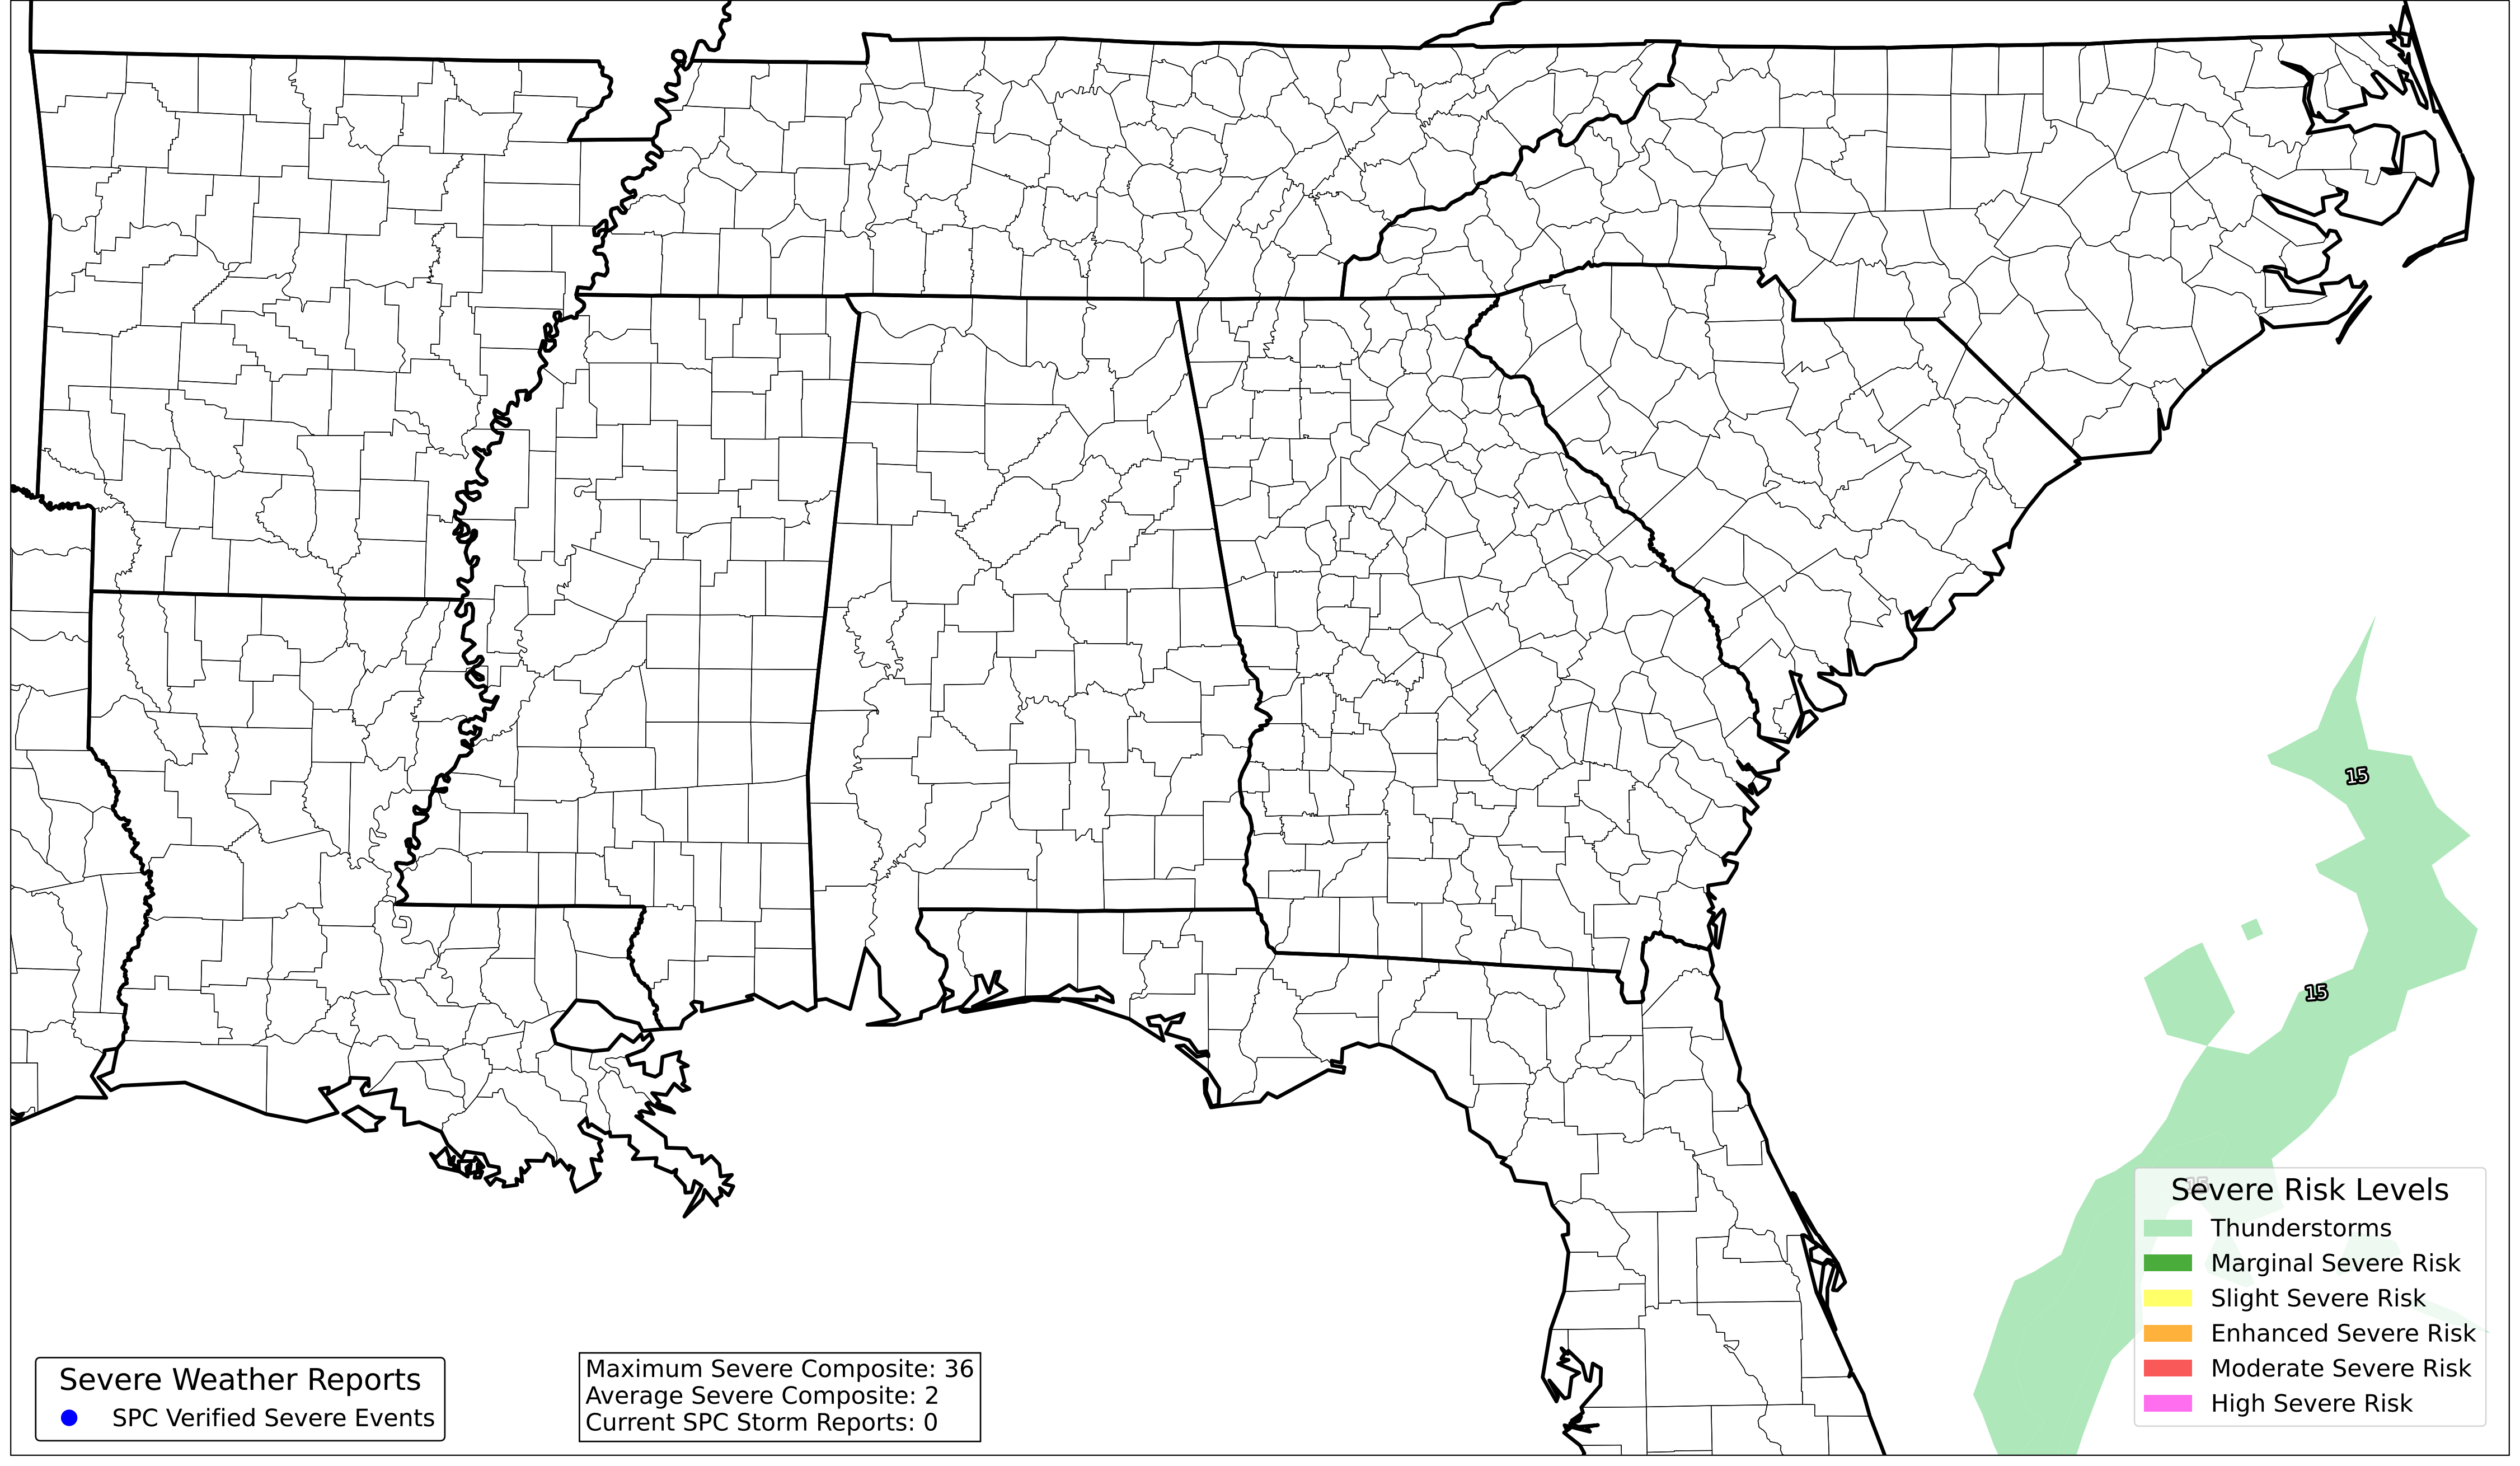 15
15
15
Severe Risk Levels
Thunderstorms
Marginal Severe Risk
Slight Severe Risk
Enhanced Severe Risk
Moderate Severe Risk
High Severe Risk
Severe Weather Reports
SPC Verified Severe Events
Maximum Severe Composite: 36
Average Severe Composite: 2
Current SPC Storm Reports: 0